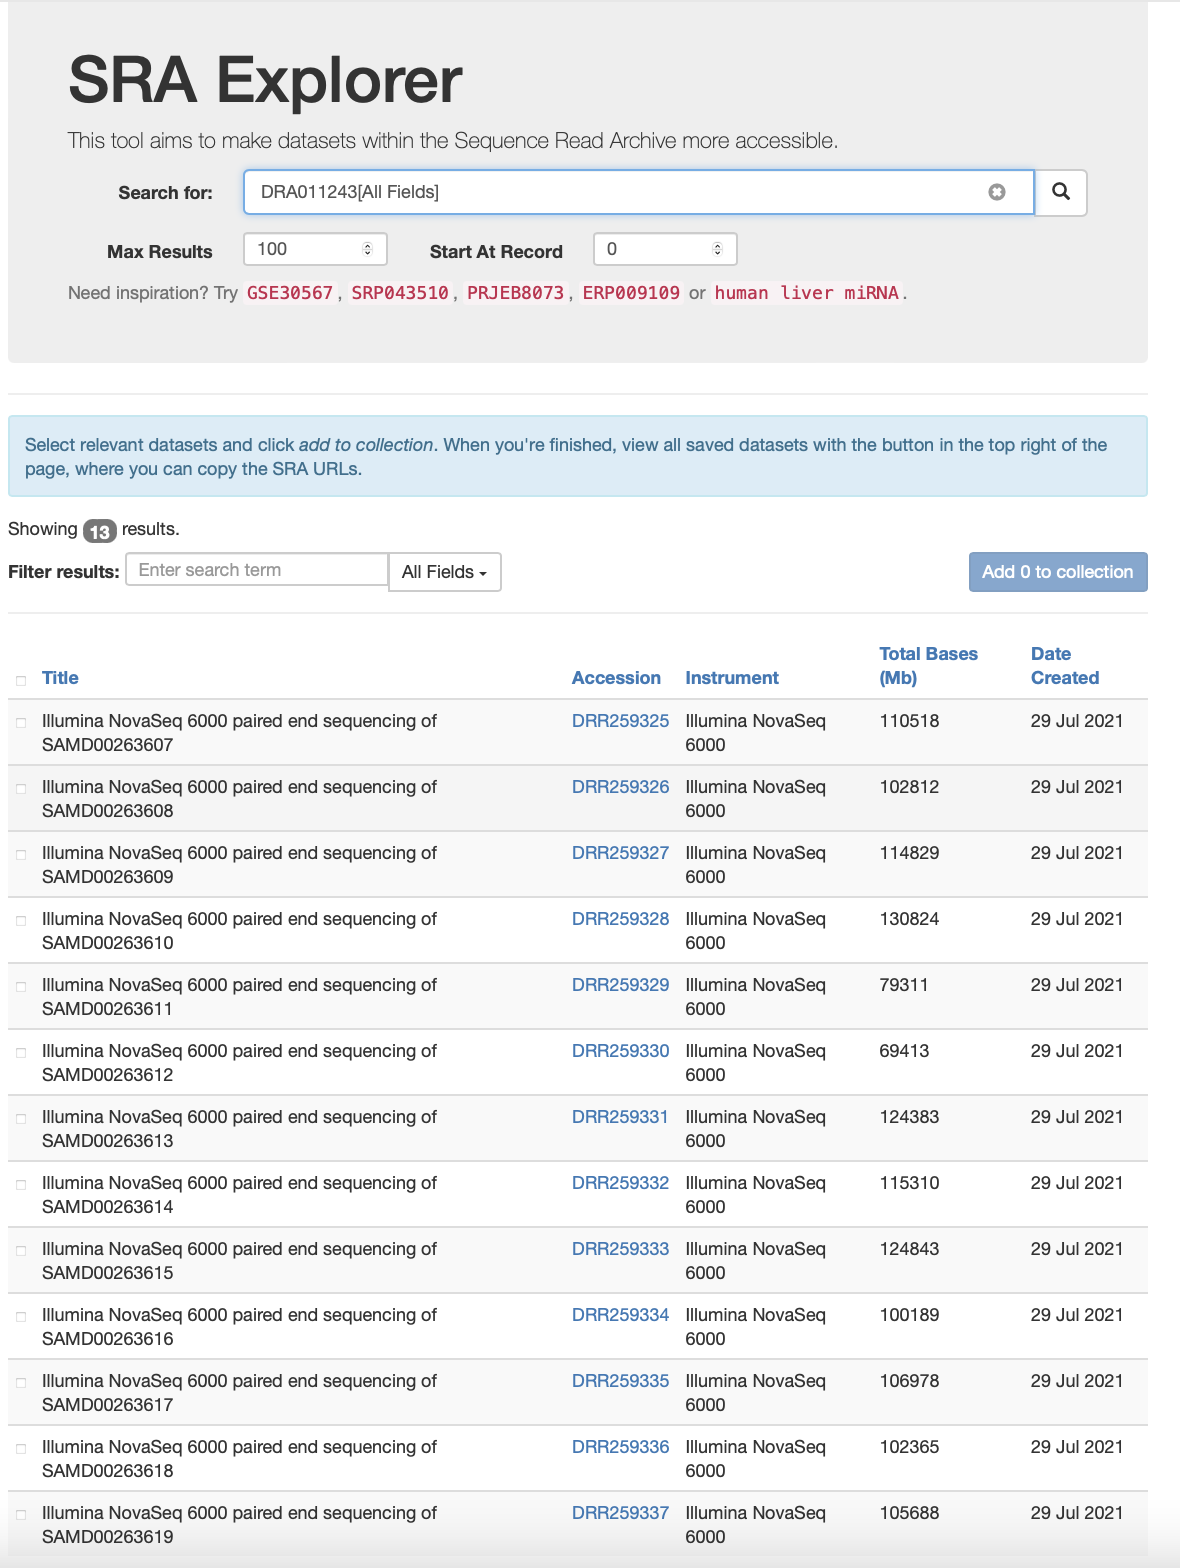 SRA Explorer
This tool aims to make datasets within the Sequence Read Archive more accessible.
Search for: DRA011243[All Fields]
Max Results 100 Start At Record 0
Need inspiration? Try GSE30567, SRP043510, PRJEB8073, ERP009109 or human liver miRNA.
Select relevant datasets and click add to collection. When you're finished, view all saved datasets with the button in the top right of the
page, where you can copy the SRA URLs.
Showing 13 results.
Filter results: Enter search term All Fields Add 0 to collection
Total Bases Date
Title Accession Instrument (Mb) Created
Illumina NovaSeq 6000 paired end sequencing of DRR259325 Illumina NovaSeq 110518 29 Jul 2021
SAMD00263607 6000
Illumina NovaSeq 6000 paired end sequencing of DRR259326 Illumina NovaSeq 102812 29 Jul 2021
SAMD00263608 6000
Illumina NovaSeq 6000 paired end sequencing of DRR259327 Illumina NovaSeq 114829 29 Jul 2021
SAMD00263609 6000
Illumina NovaSeq 6000 paired end sequencing of DRR259328 Illumina NovaSeq 130824 29 Jul 2021
SAMD00263610 6000
Illumina NovaSeq 6000 paired end sequencing of DRR259329 Illumina NovaSeq 79311 29 Jul 2021
SAMD00263611 6000
Illumina NovaSeq 6000 paired end sequencing of DRR259330 Illumina NovaSeq 69413 29 Jul 2021
SAMD00263612 6000
Illumina NovaSeq 6000 paired end sequencing of DRR259331 Illumina NovaSeq 124383 29 Jul 2021
SAMD00263613 6000
Illumina NovaSeq 6000 paired end sequencing of DRR259332 Illumina NovaSeq 115310 29 Jul 2021
SAMD00263614 6000
Illumina NovaSeq 6000 paired end sequencing of DRR259333 Illumina NovaSeq 124843 29 Jul 2021
SAMD00263615 6000
Illumina NovaSeq 6000 paired end sequencing of DRR259334 Illumina NovaSeq 100189 29 Jul 2021
SAMD00263616 6000
Illumina NovaSeq 6000 paired end sequencing of DRR259335 Illumina NovaSeq 106978 29 Jul 2021
SAMD00263617 6000
Illumina NovaSeq 6000 paired end sequencing of DRR259336 Illumina NovaSeq 102365 29 Jul 2021
SAMD00263618 6000
Illumina NovaSeq 6000 paired end sequencing of DRR259337 Illumina NovaSeq 105688 29 Jul 2021
SAMD00263619 6000